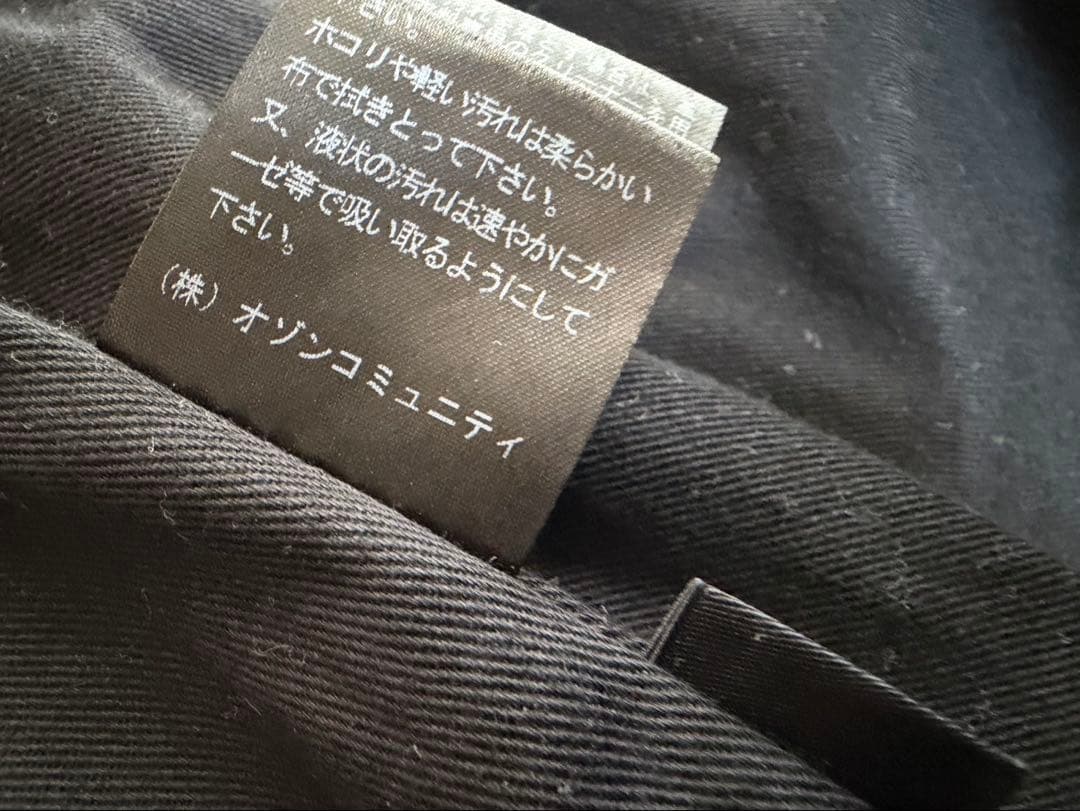 さい。
ホコリや軽い汚れは柔らかい
布で拭きとって下さい。
又、液状の汚れは速やかにガ
ーゼ等で吸い取るようにして
下さい。
(株) オゾンコミュニティ